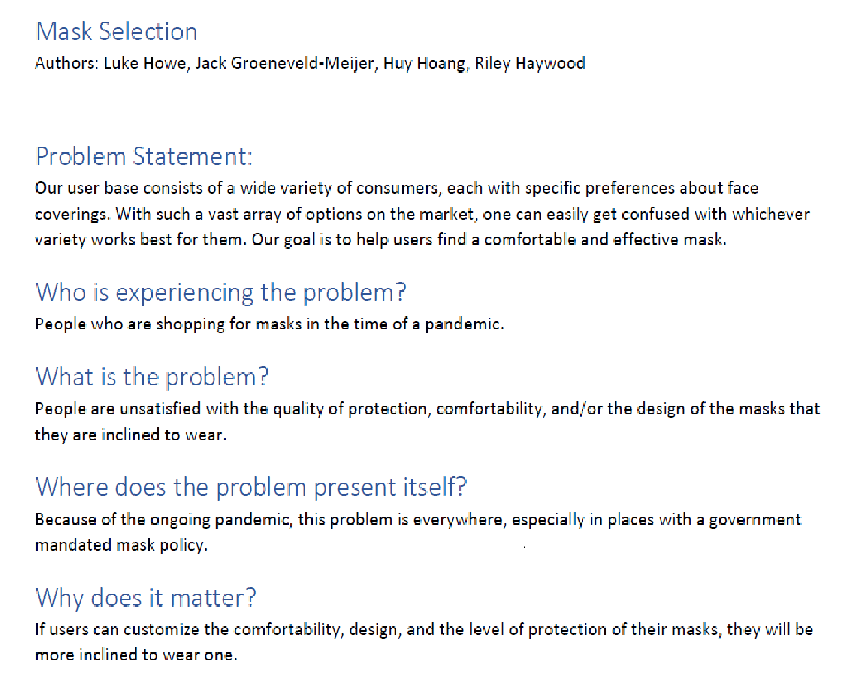 Mask Selection
Authors: Luke Howe, Jack Groeneveld-Meijer, Huy Hoang, Riley Haywood
Problem Statement:
Our user base consists of a wide variety of consumers, each with specific preferences about face
coverings. With such a vast array of options on the market, one can easily get confused with whichever
variety works best for them. Our goal is to help users find a comfortable and effective mask.
Who is experiencing the problem?
People who are shopping for masks in the time of a pandemic.
What is the problem?
People are unsatisfied with the quality of protection, comfortability, and/or the design of the masks that
they are inclined to wear.
Where does the problem present itself?
Because of the ongoing pandemic, this problem is everywhere, especially in places with a government
mandated mask policy.
Why does it matter?
If users can customize the comfortability, design, and the level of protection of their masks, they will be
more inclined to wear one.